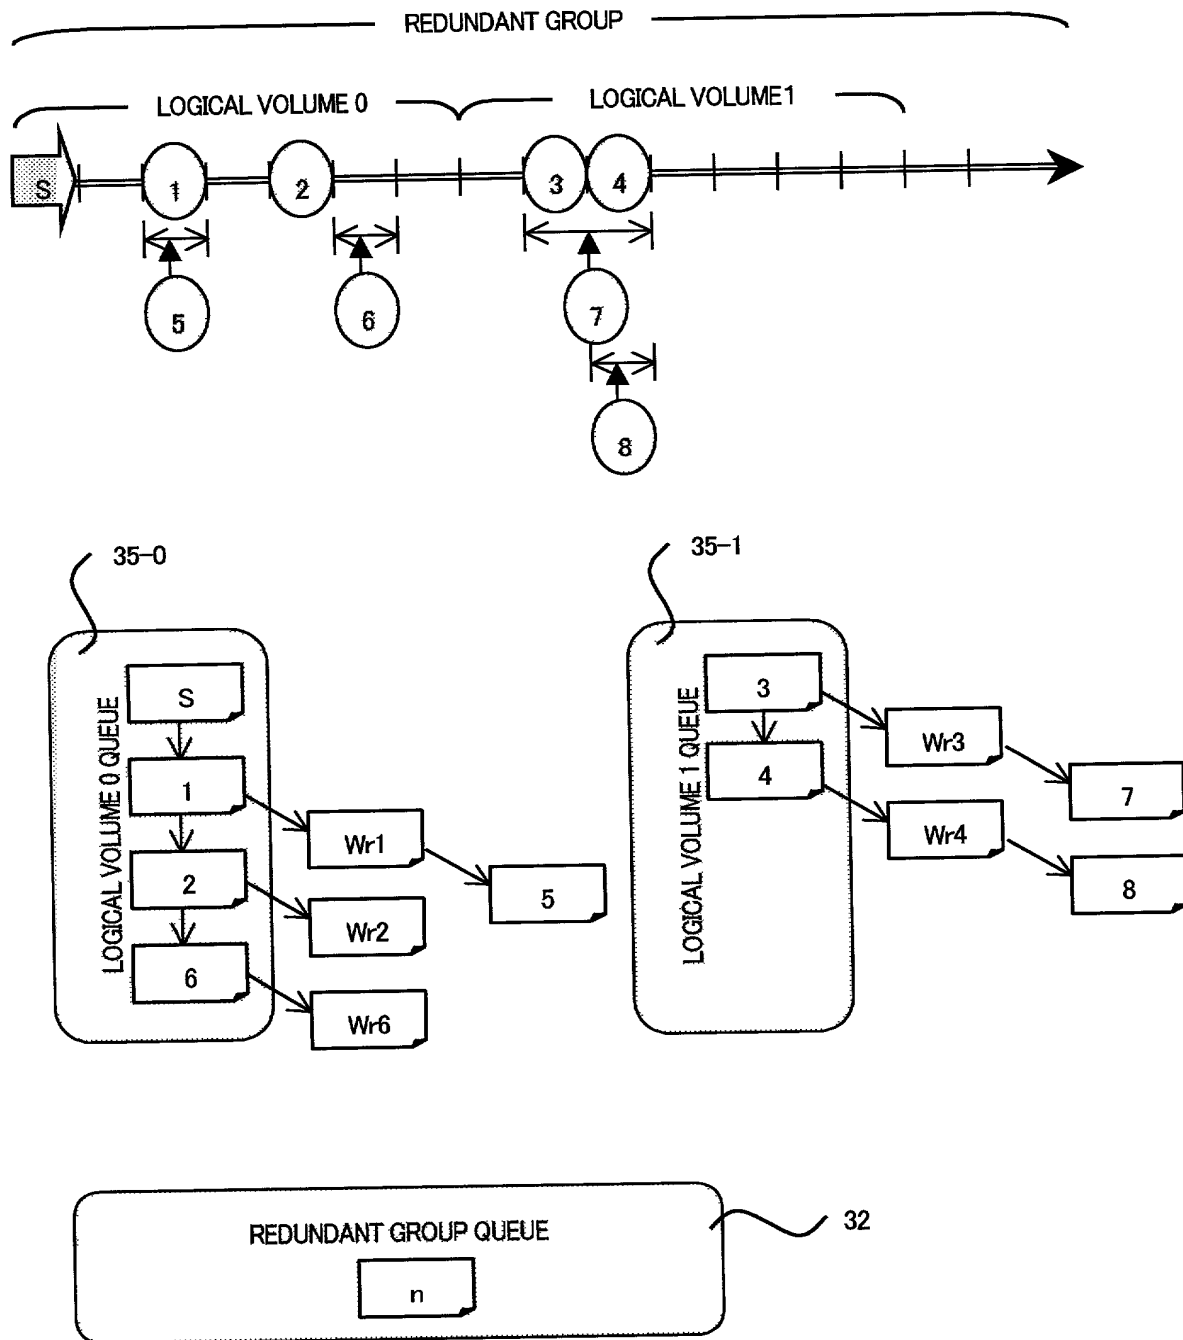 REDUNDANT GROUP
LOGICAL VOLUME 0
LOGICAL VOLUME1
S
1
2
3
4
5
6
7
8
35-0
35-1
LOGICAL VOLUME 0 QUEUE
S
1
Wr1
5
2
Wr2
6
Wr6
LOGICAL VOLUME 1 QUEUE
3
Wr3
7
4
Wr4
8
REDUNDANT GROUP QUEUE
n
32